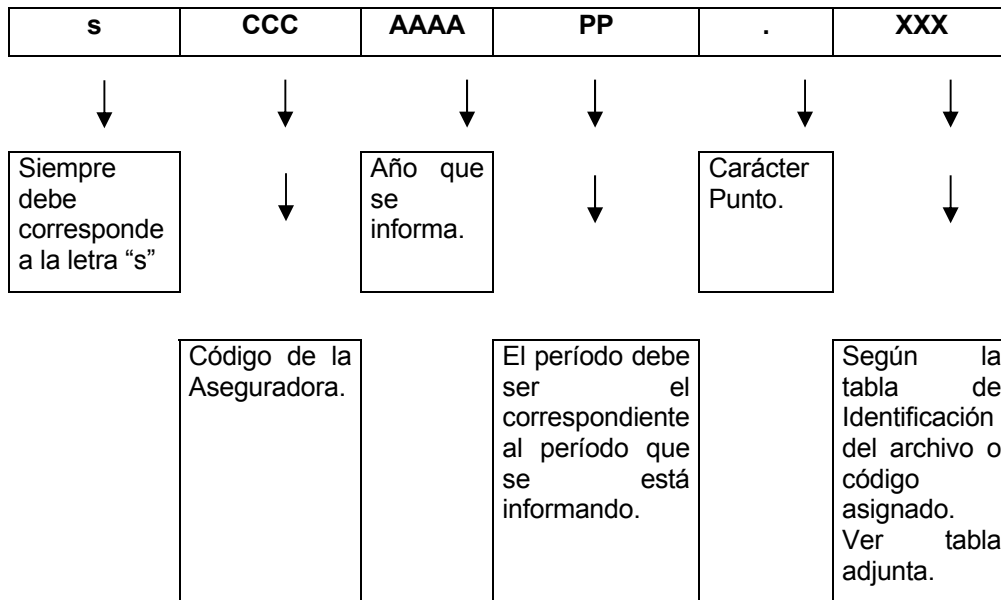 s CCC AAAA PP . XXX
Siempre
debe
corresponde
a la letra “s”
Año que
se
informa.
Carácter
Punto.
Código de la
Aseguradora.
El período debe
ser el
correspondiente
al período que
se está
informando.
Según la
tabla de
Identificación
del archivo o
código
asignado.
Ver tabla
adjunta.